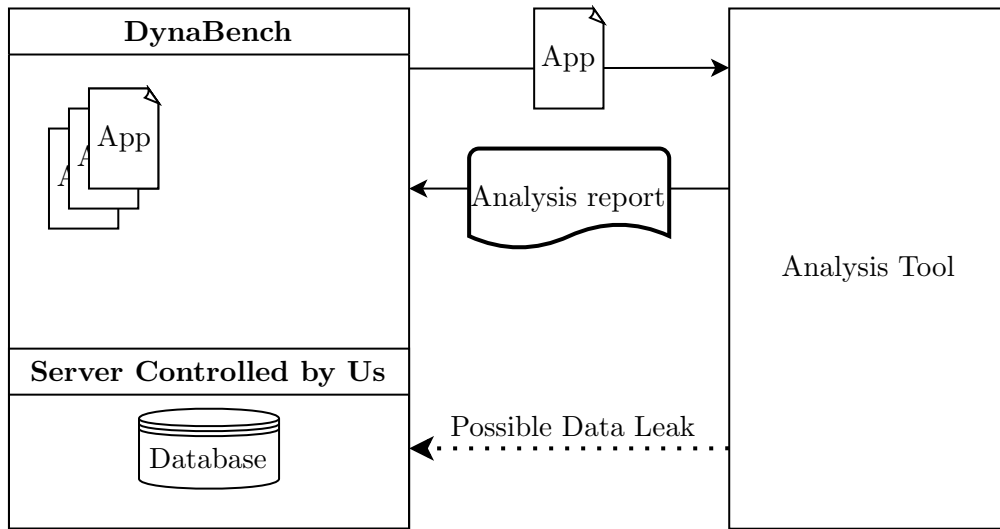 DynaBench
App
App
Analysis report
Analysis Tool
Server Controlled by Us
Possible Data Leak
Database